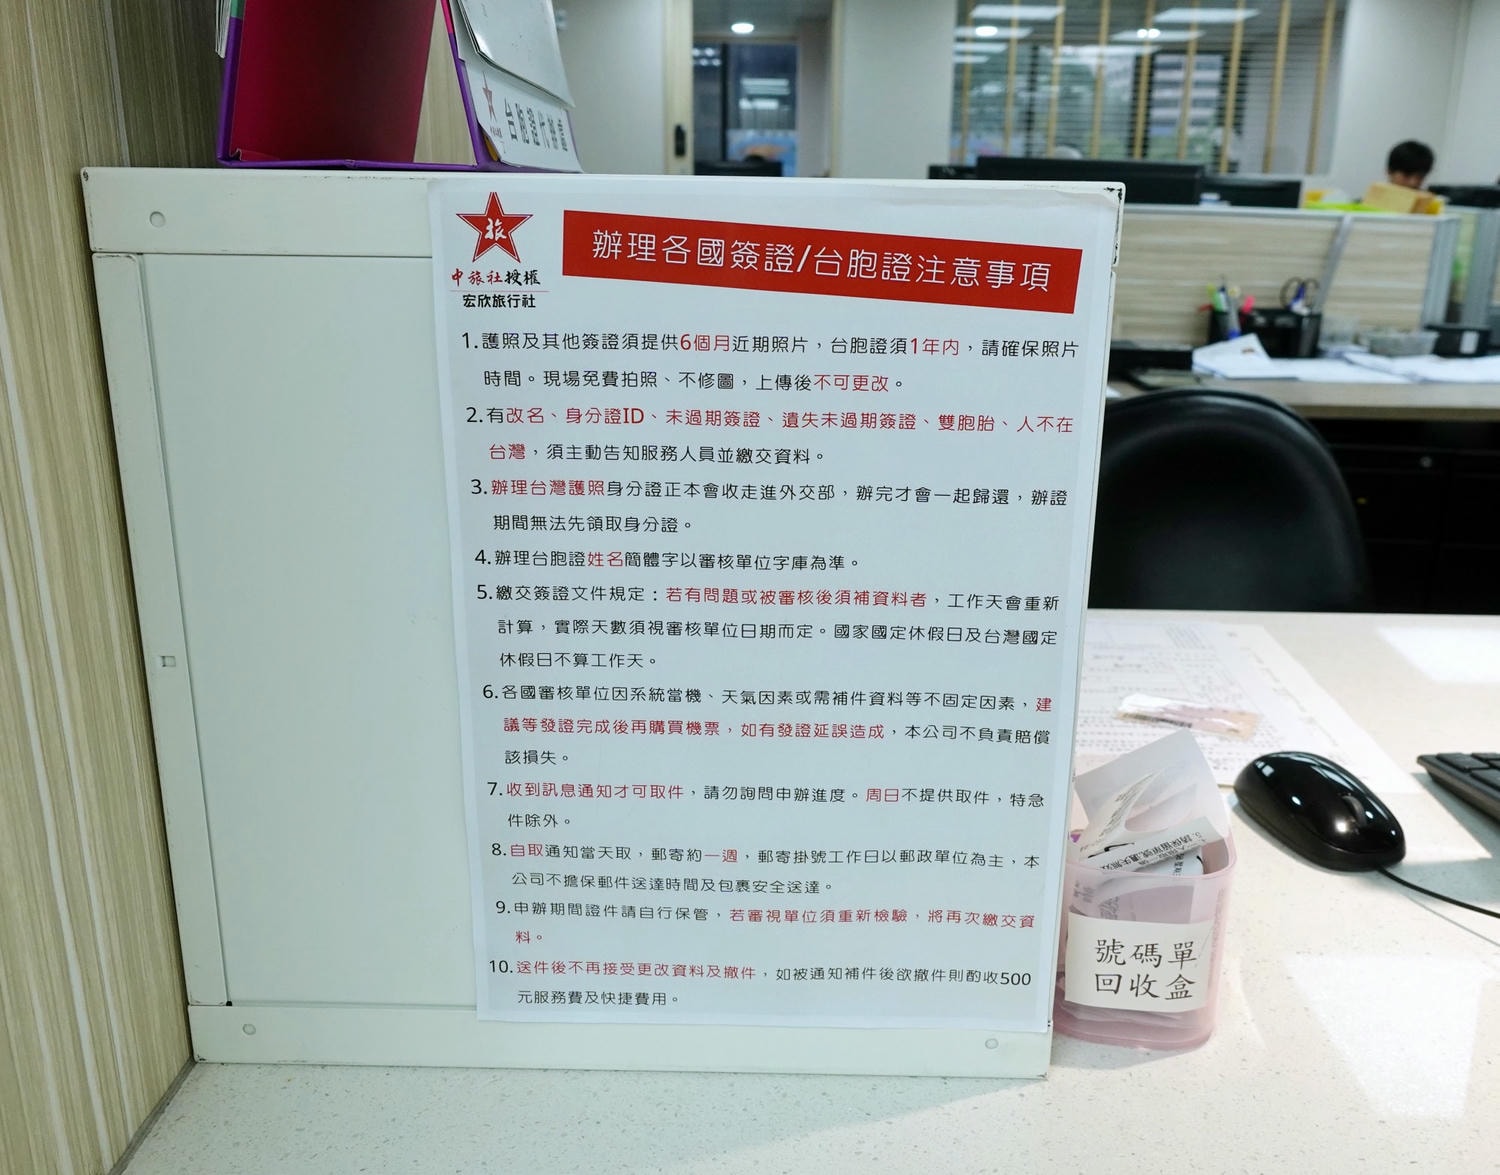 台胞證代辦處
旅
中旅社授權
宏欣旅行社
辦理各國簽證/台胞證注意事項
1.護照及其他簽證須提供6個月近期照片，台胞證須1年內，請確保照片
時間。現場免費拍照、不修圖，上傳後不可更改。
2.有改名、身分證ID、未過期簽證、遺失未過期簽證、雙胞胎、人不在
台灣，須主動告知服務人員並繳交資料。
3.辦理台灣護照身分證正本會收走進外交部，辦完才會一起歸還，辦證
期間無法先領取身分證。
4.辦理台胞證姓名簡體字以審核單位字庫為準。
5.繳交簽證文件規定：若有問題或被審核後須補資料者，工作天會重新
計算，實際天數須視審核單位日期而定。國家國定休假日及台灣國定
休假日不算工作天。
6.各國審核單位因系統當機、天氣因素或需補件資料等不固定因素，建
議等發證完成後再購買機票，如有發證延誤造成，本公司不負責賠償
該損失。
7.收到訊息通知才可取件，請勿詢問申辦進度。周日不提供取件，特急
件除外。
8.自取通知當天取，郵寄約一週，郵寄掛號工作日以郵政單位為主，本
公司不擔保郵件送達時間及包裹安全送達。
9.申辦期間證件請自行保管，若審視單位須重新檢驗，將再次繳交資
料。
10.送件後不再接受更改資料及撤件，如被通知補件後欲撤件則酌收500
元服務費及快捷費用。
號碼單
回收盒